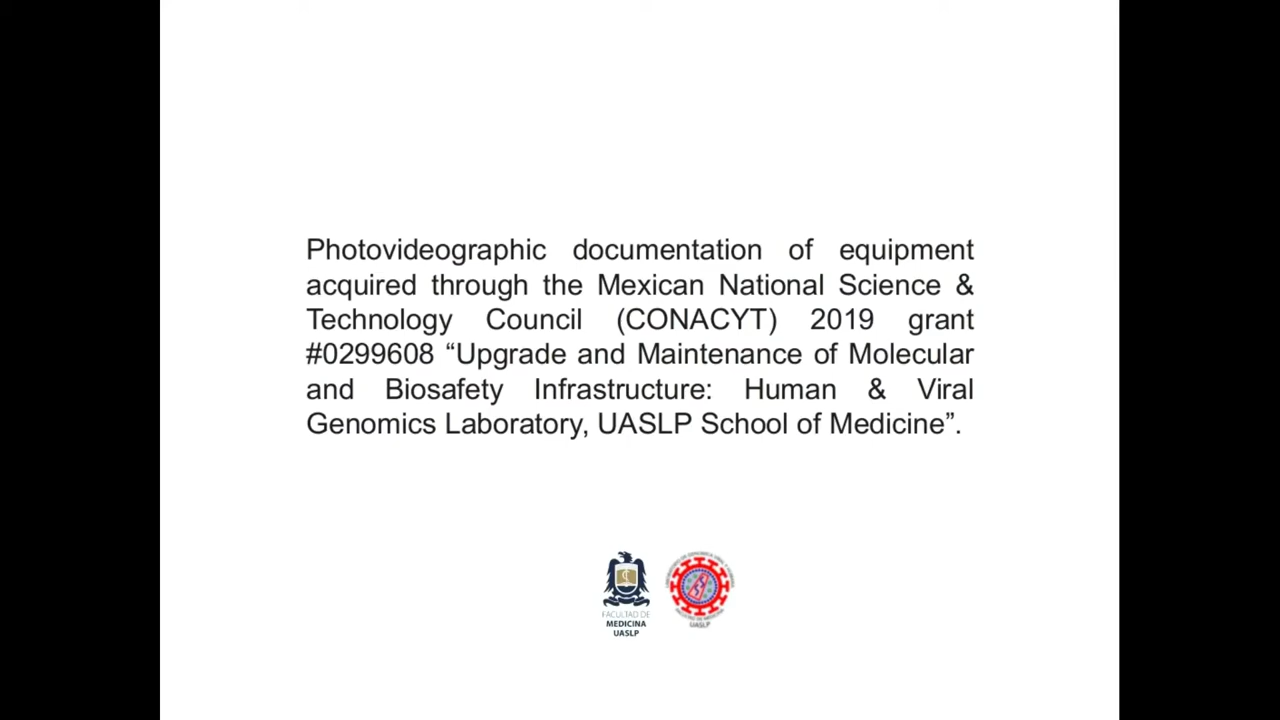 Photovideographic documentation of equipment
acquired through the Mexican National Science &
Technology Council (CONACYT) 2019 grant
#0299608 “Upgrade and Maintenance of Molecular
and Biosafety Infrastructure: Human & Viral
Genomics Laboratory, UASLP School of Medicine”.
FACULTAD DE
MEDICINA
UASLP
UASLP